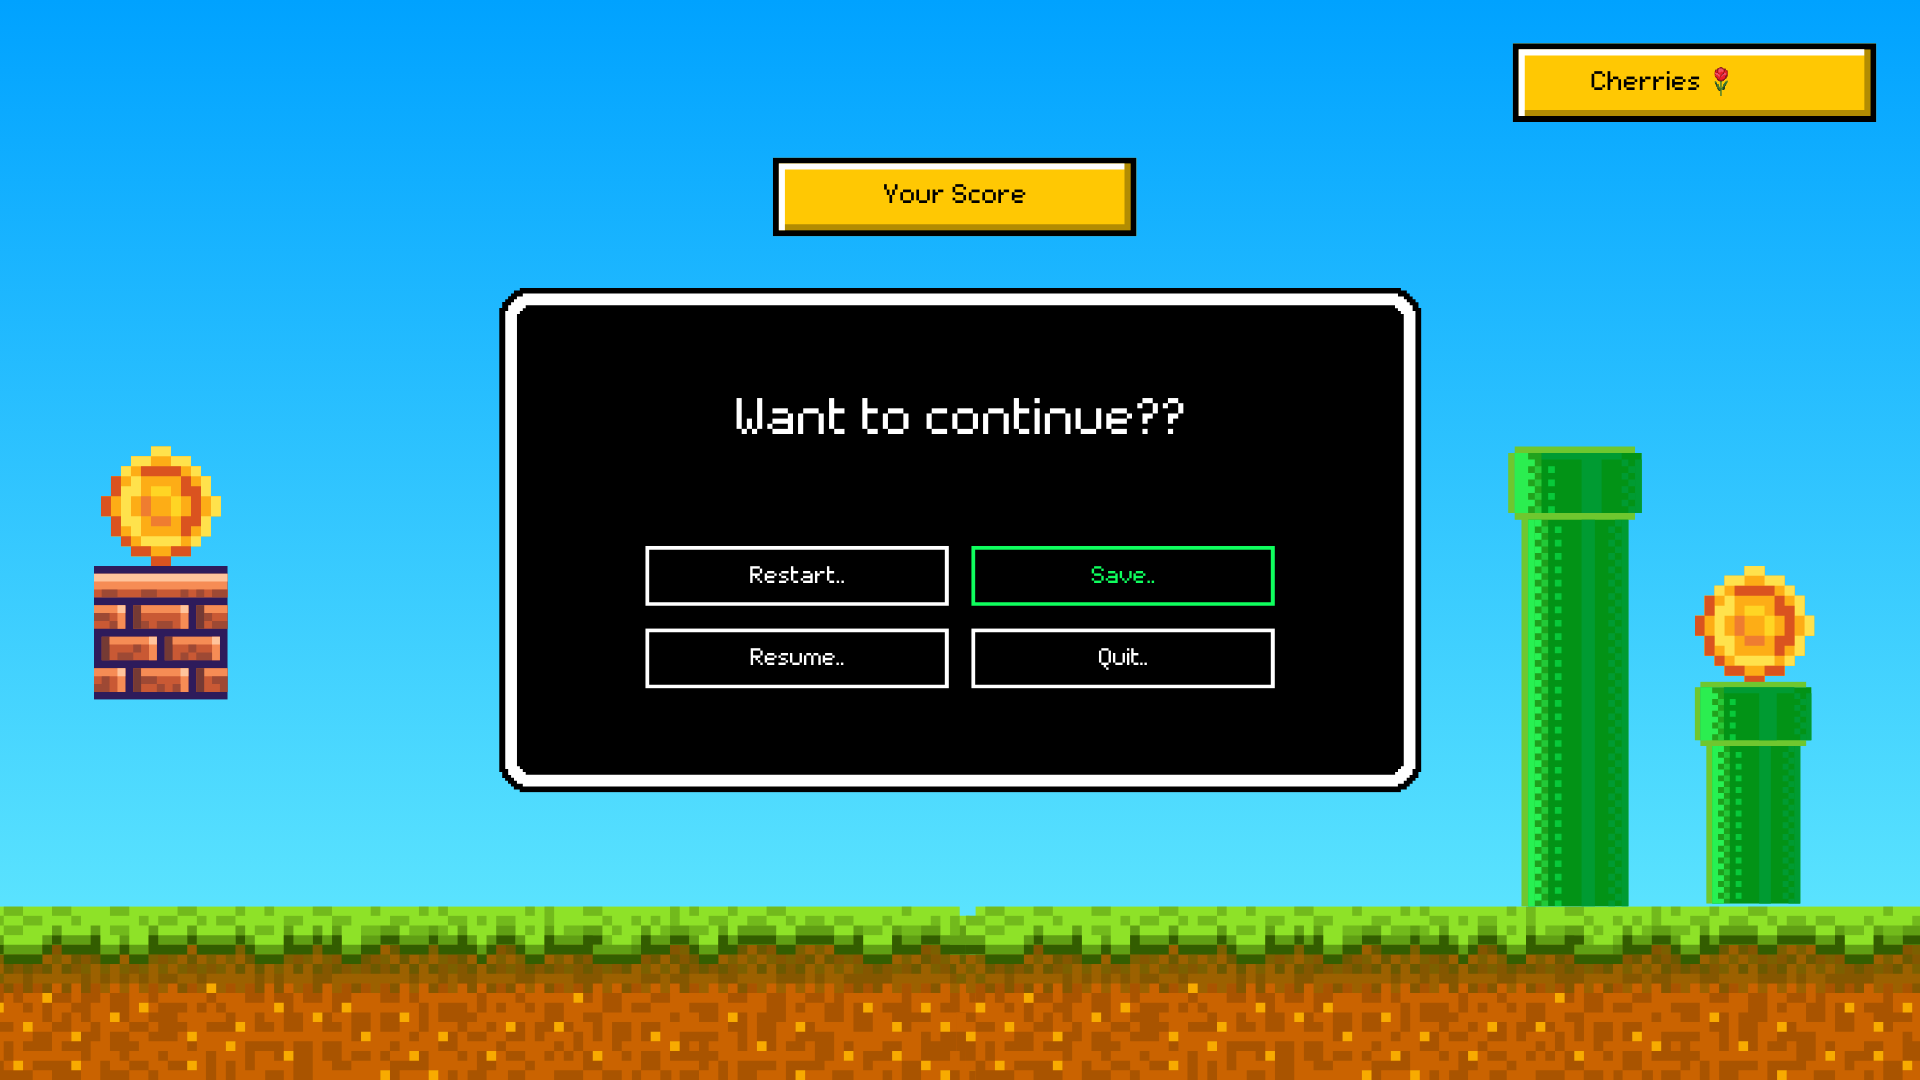 Cherries 🌹
Your Score
Want to continue??
Restart..
Save..
Resume..
Quit..